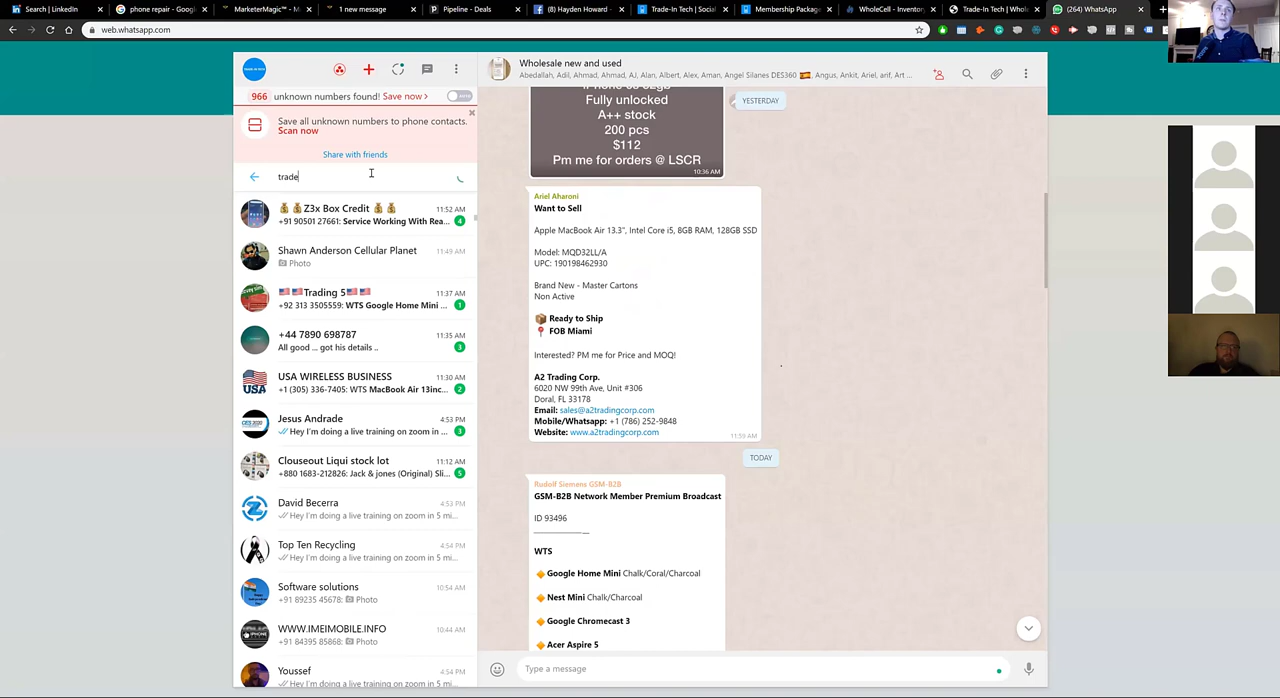 Search | LinkedIn
phone repair - Googl
MarketerMagic™ - M
1 new message
Pipeline - Deals
(8) Hayden Howard -
Trade-In Tech | Social
Membership Package
WholeCell - Inventory
Trade-In Tech | Whole
(264) WhatsApp
web.whatsapp.com
966 unknown numbers found! Save now >
Save all unknown numbers to phone contacts.
Scan now
Share with friends
trade
Z3x Box Credit 11:52 AM
+91 90501 27661: Service Working With Rea... 4
Shawn Anderson Cellular Planet 11:49 AM
Photo
Trading 5 11:37 AM
+92 313 3505559: WTS Google Home Mini ... 1
+44 7890 698787 11:35 AM
All good ... got his details .. 3
USA WIRELESS BUSINESS 11:30 AM
+1 (305) 336-7405: WTS MacBook Air 13inc... 2
Jesus Andrade 4:53 PM
Hey I'm doing a live training on zoom in ... 3
Clouseout Liqui stock lot 11:12 AM
+880 1683-212826: Jack & jones (Original) Sli... 5
David Becerra 4:53 PM
Hey I'm doing a live training on zoom in 5 mi...
Top Ten Recycling 4:54 PM
Hey I'm doing a live training on zoom in 5 mi...
Software solutions 10:54 AM
+91 89235 45678: Photo
WWW.IMEIMOBILE.INFO 10:44 AM
+91 84395 85868: Photo
Youssef 4:54 PM
Hey I'm doing a live training on zoom in 5 mi...
Wholesale new and used
Abedallah, Adil, Ahmad, Ahmad, AJ, Alan, Albert, Alex, Aman, Angel Silanes DES360 🇪🇸, Angus, Ankit, Ariel, arif, Art ...
YESTERDAY
Fully unlocked
A++ stock
200 pcs
$112
Pm me for orders @ LSCR
10:36 AM
Ariel Aharoni
Want to Sell
Apple MacBook Air 13.3", Intel Core i5, 8GB RAM, 128GB SSD
Model: MQD32LL/A
UPC: 190198462930
Brand New - Master Cartons
Non Active
📦 Ready to Ship
📍 FOB Miami
Interested? PM me for Price and MOQ!
A2 Trading Corp.
6020 NW 99th Ave, Unit #306
Doral, FL 33178
Email: sales@a2tradingcorp.com
Mobile/Whatsapp: +1 (786) 252-9848
Website: www.a2tradingcorp.com
11:59 AM
TODAY
Rudolf Siemens GSM-B2B
GSM-B2B Network Member Premium Broadcast
ID 93496
WTS
🔶 Google Home Mini Chalk/Coral/Charcoal
🔶 Nest Mini Chalk/Charcoal
🔶 Google Chromecast 3
🔶 Acer Aspire 5
Type a message